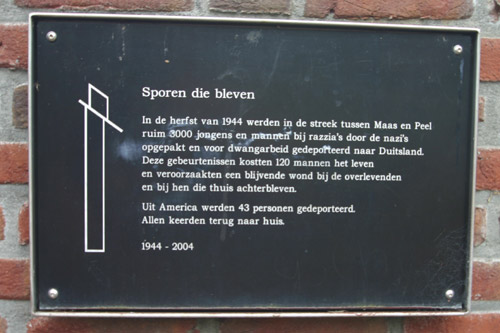 Sporen die bleven
In de herfst van 1944 werden in de streek tussen Maas en Peel
ruim 3000 jongens en mannen bij razzia's door de nazi's
opgepakt en voor dwangarbeid gedeporteerd naar Duitsland.
Deze gebeurtenissen kostten 120 mannen het leven
en veroorzaakten een blijvende wond bij de overlevenden
en bij hen die thuis achterbleven.
Uit America werden 43 personen gedeporteerd.
Allen keerden terug naar huis.
1944 - 2004